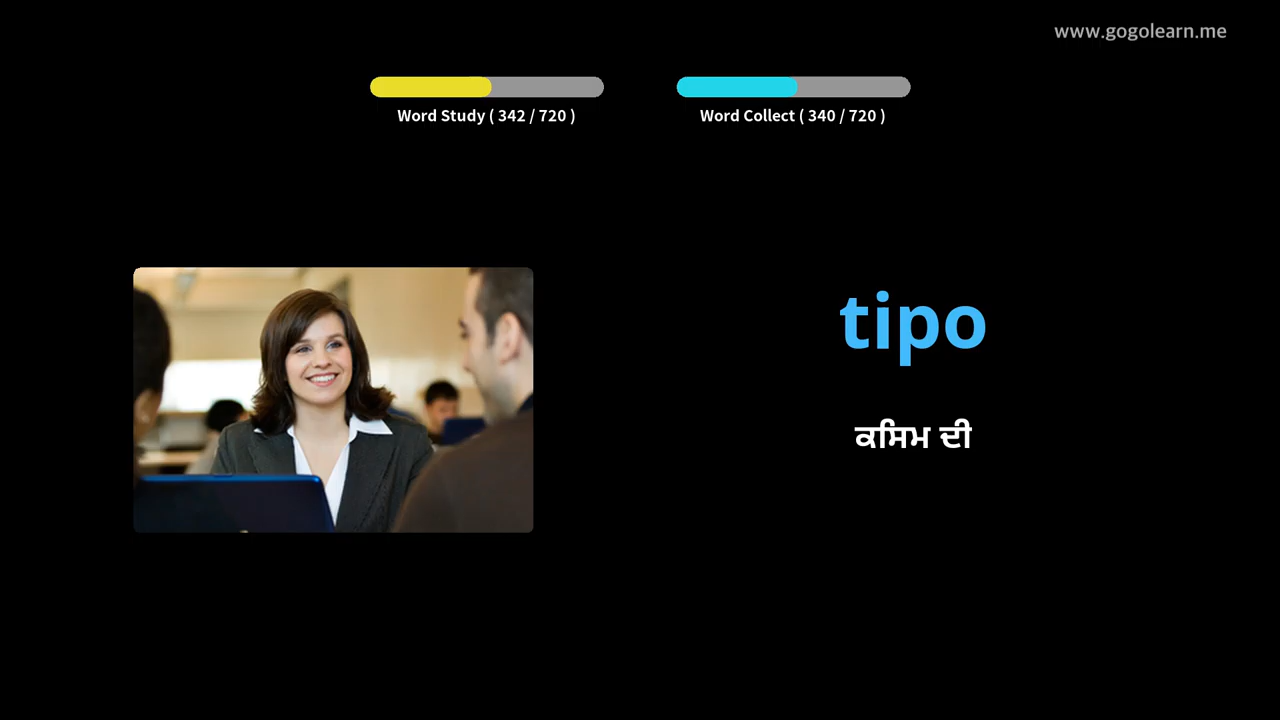 www.gogolearn.me
Word Study ( 342 / 720 )
Word Collect ( 340 / 720 )
tipo
ਕਸਿਮ ਦੀ